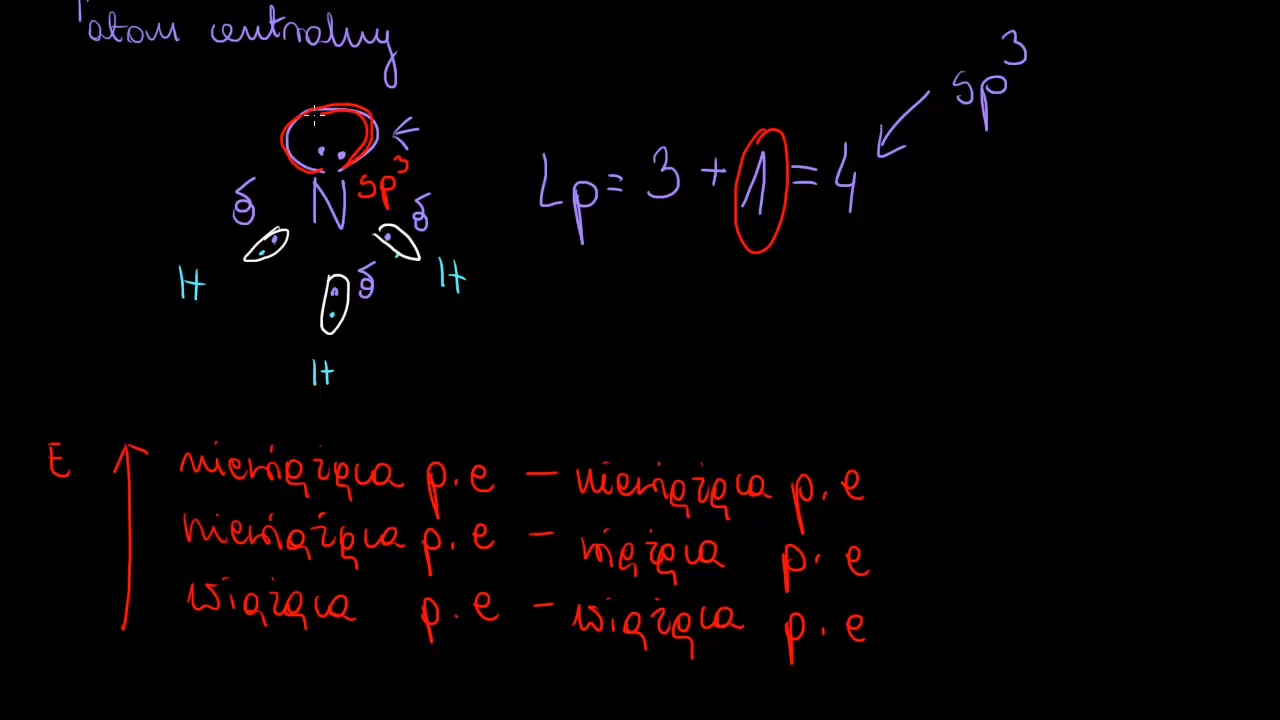 atom centralny
sp³
Lp = 3 + 1 = 4
N sp³
δ δ
H H
δ
H
E niewiążąca p.e – niewiążąca p.e
niewiążąca p.e – wiążąca p.e
wiążąca p.e – wiążąca p.e